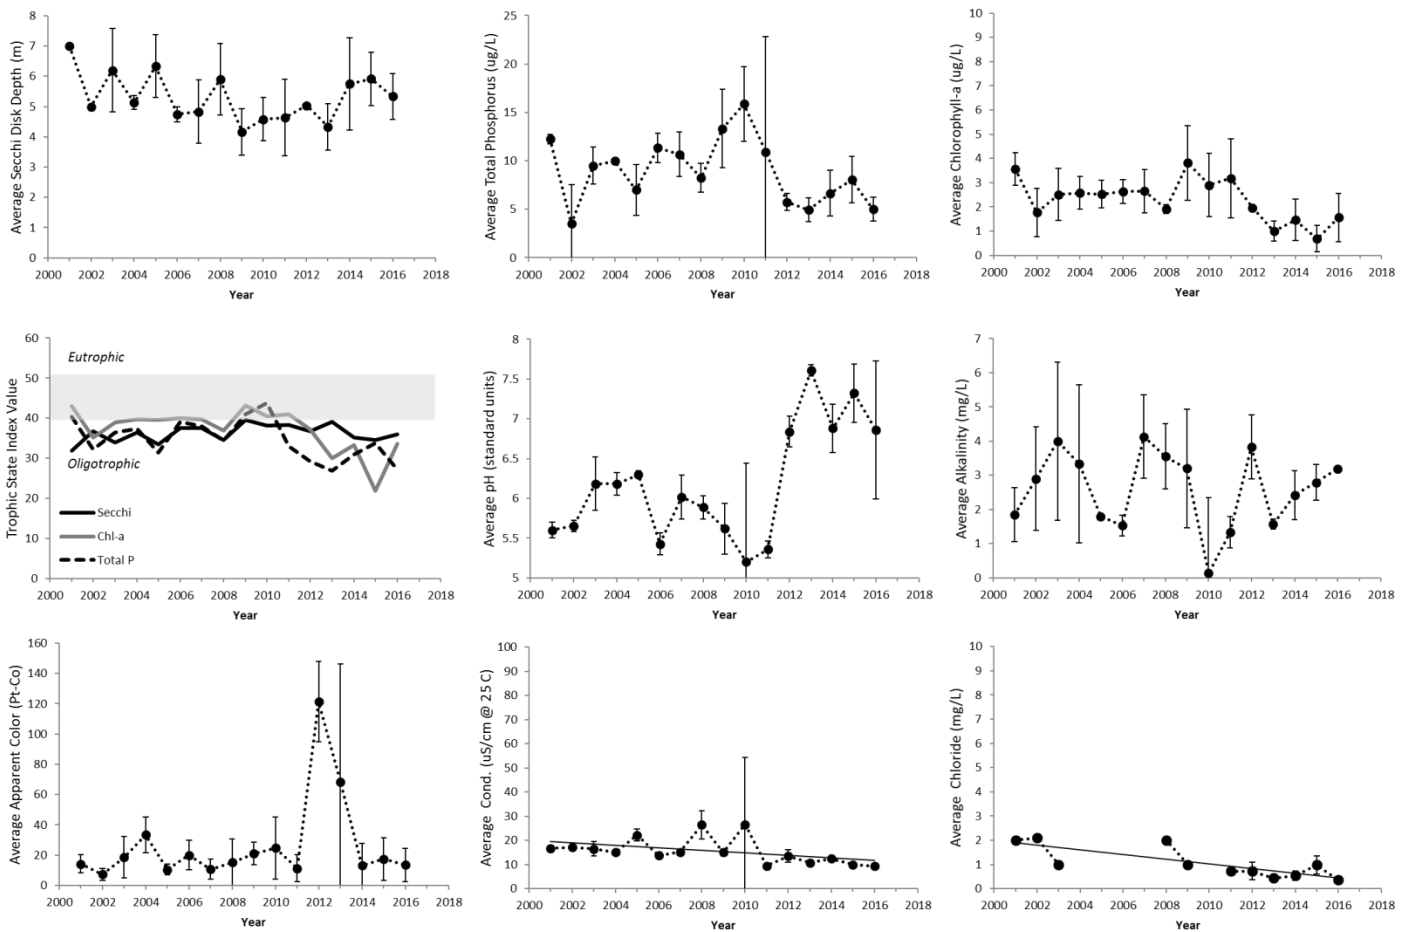 Average Secchi Disk Depth (m)
8
7
6
5
4
3
2
1
0
2000 2002 2004 2006 2008 2010 2012 2014 2016 2018
Year
Average Total Phosphorus (ug/L)
25
20
15
10
5
0
2000 2002 2004 2006 2008 2010 2012 2014 2016 2018
Year
Average Chlorophyll-a (ug/L)
10
9
8
7
6
5
4
3
2
1
0
2000 2002 2004 2006 2008 2010 2012 2014 2016 2018
Year
Trophic State Index Value
60
50
40
30
20
10
0
Eutrophic
Oligotrophic
Secchi
Chl-a
Total P
2000 2002 2004 2006 2008 2010 2012 2014 2016 2018
Year
Average pH (standard units)
8
7.5
7
6.5
6
5.5
5
2000 2002 2004 2006 2008 2010 2012 2014 2016 2018
Year
Average Alkalinity (mg/L)
7
6
5
4
3
2
1
0
2000 2002 2004 2006 2008 2010 2012 2014 2016 2018
Year
Average Apparent Color (Pt-Co)
160
140
120
100
80
60
40
20
0
2000 2002 2004 2006 2008 2010 2012 2014 2016 2018
Year
Average Cond. (uS/cm @ 25 C)
100
90
80
70
60
50
40
30
20
10
0
2000 2002 2004 2006 2008 2010 2012 2014 2016 2018
Year
Average Chloride (mg/L)
10
9
8
7
6
5
4
3
2
1
0
2000 2002 2004 2006 2008 2010 2012 2014 2016 2018
Year